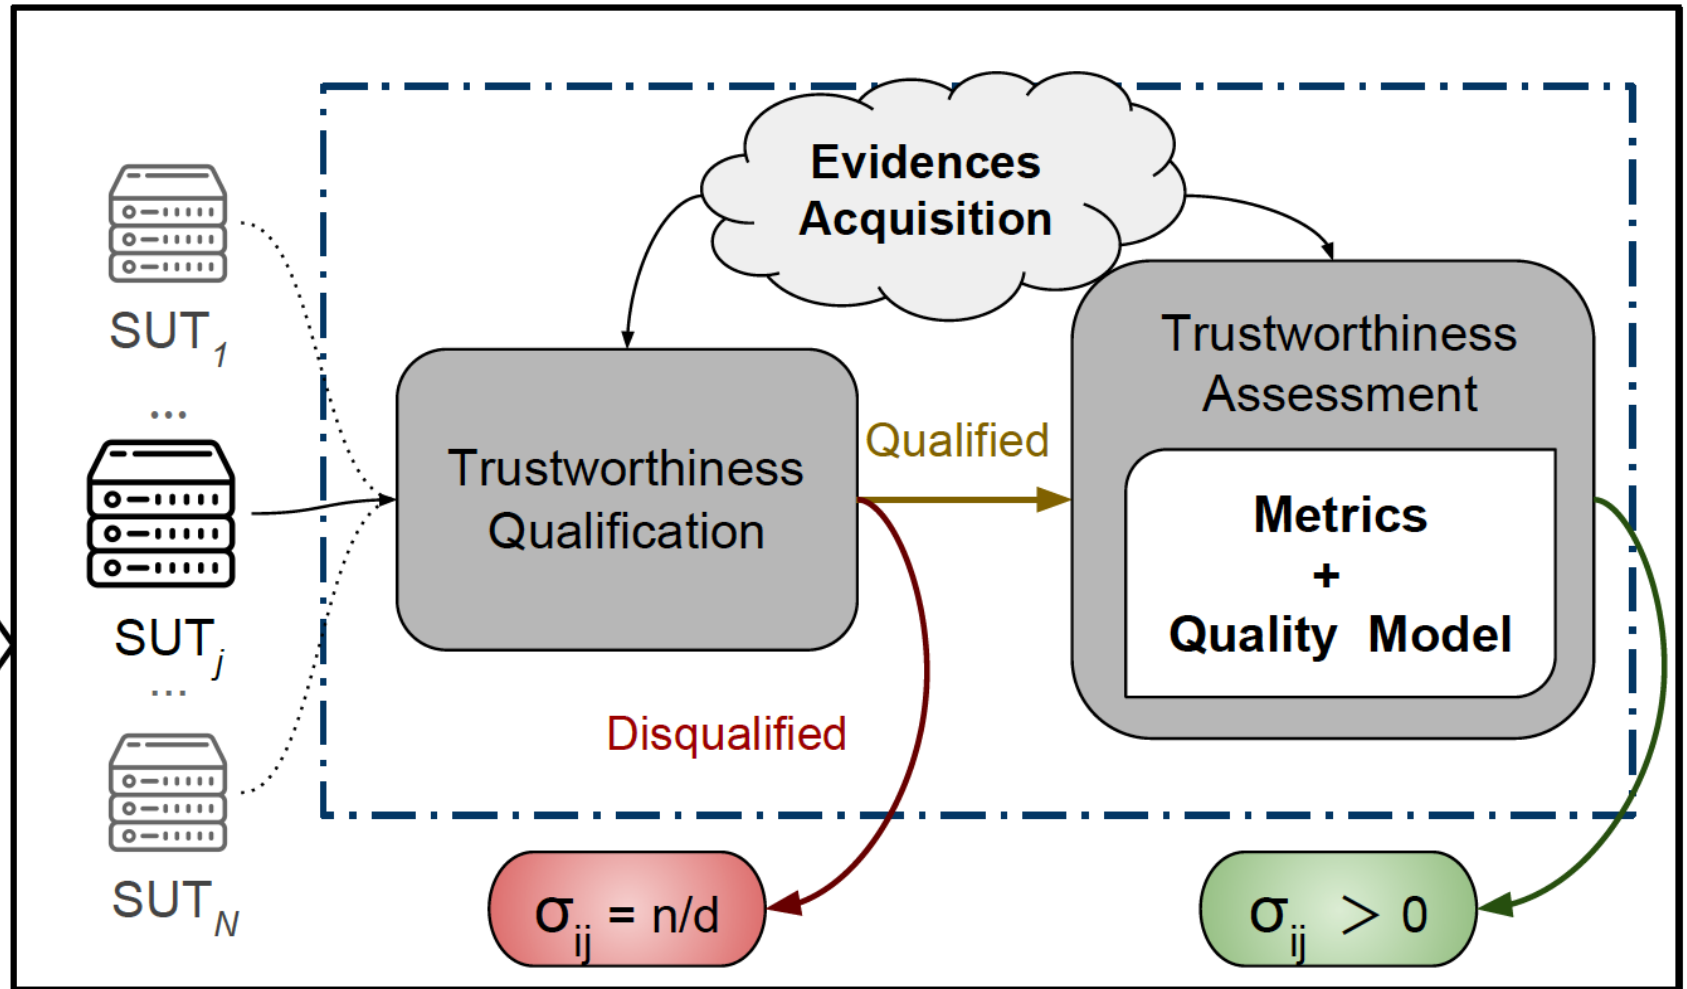 Evidences
Acquisition
SUT1
...
SUTj
...
SUTN
Trustworthiness
Qualification
Qualified
Disqualified
Trustworthiness
Assessment
Metrics
+
Quality Model
σij = n/d
σij > 0